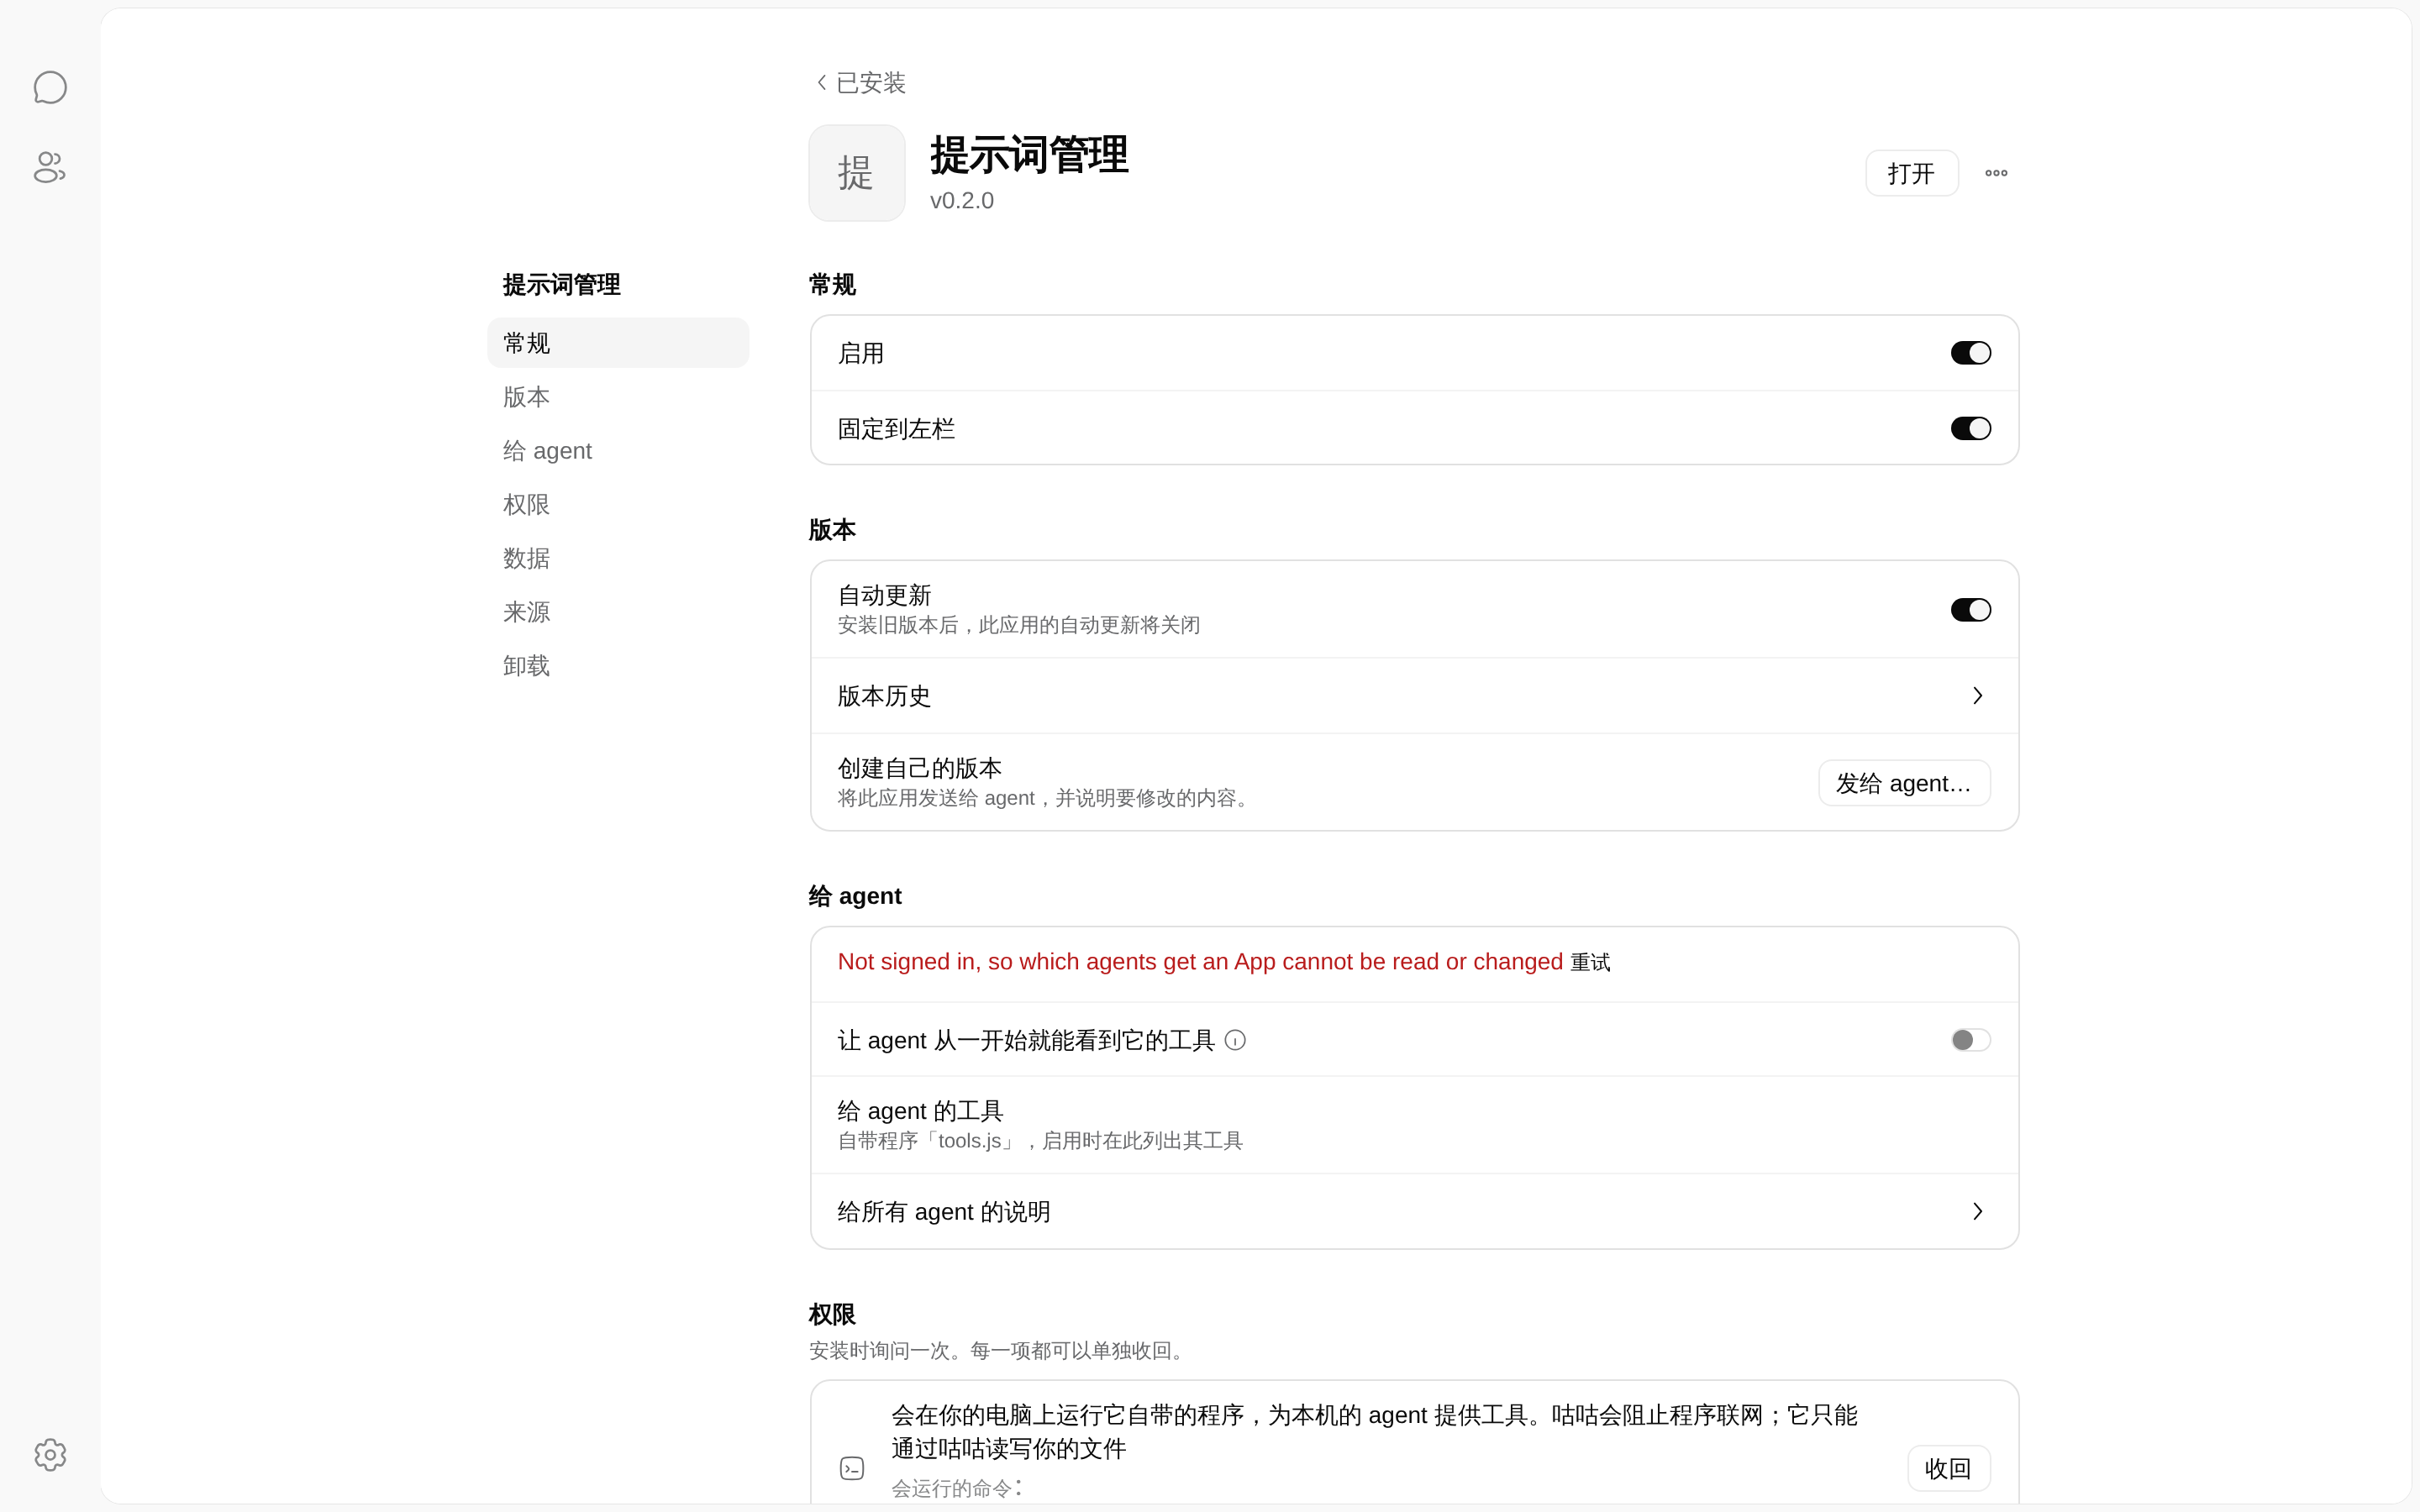 已安装
提
提示词管理
v0.2.0
打开
提示词管理
常规
版本
给 agent
权限
数据
来源
卸载
常规
启用
固定到左栏
版本
自动更新
安装旧版本后，此应用的自动更新将关闭
版本历史
创建自己的版本
将此应用发送给 agent，并说明要修改的内容。
发给 agent…
给 agent
Not signed in, so which agents get an App cannot be read or changed 重试
让 agent 从一开始就能看到它的工具
给 agent 的工具
自带程序「tools.js」，启用时在此列出其工具
给所有 agent 的说明
权限
安装时询问一次。每一项都可以单独收回。
会在你的电脑上运行它自带的程序，为本机的 agent 提供工具。咕咕会阻止程序联网；它只能
通过咕咕读写你的文件
会运行的命令：
收回